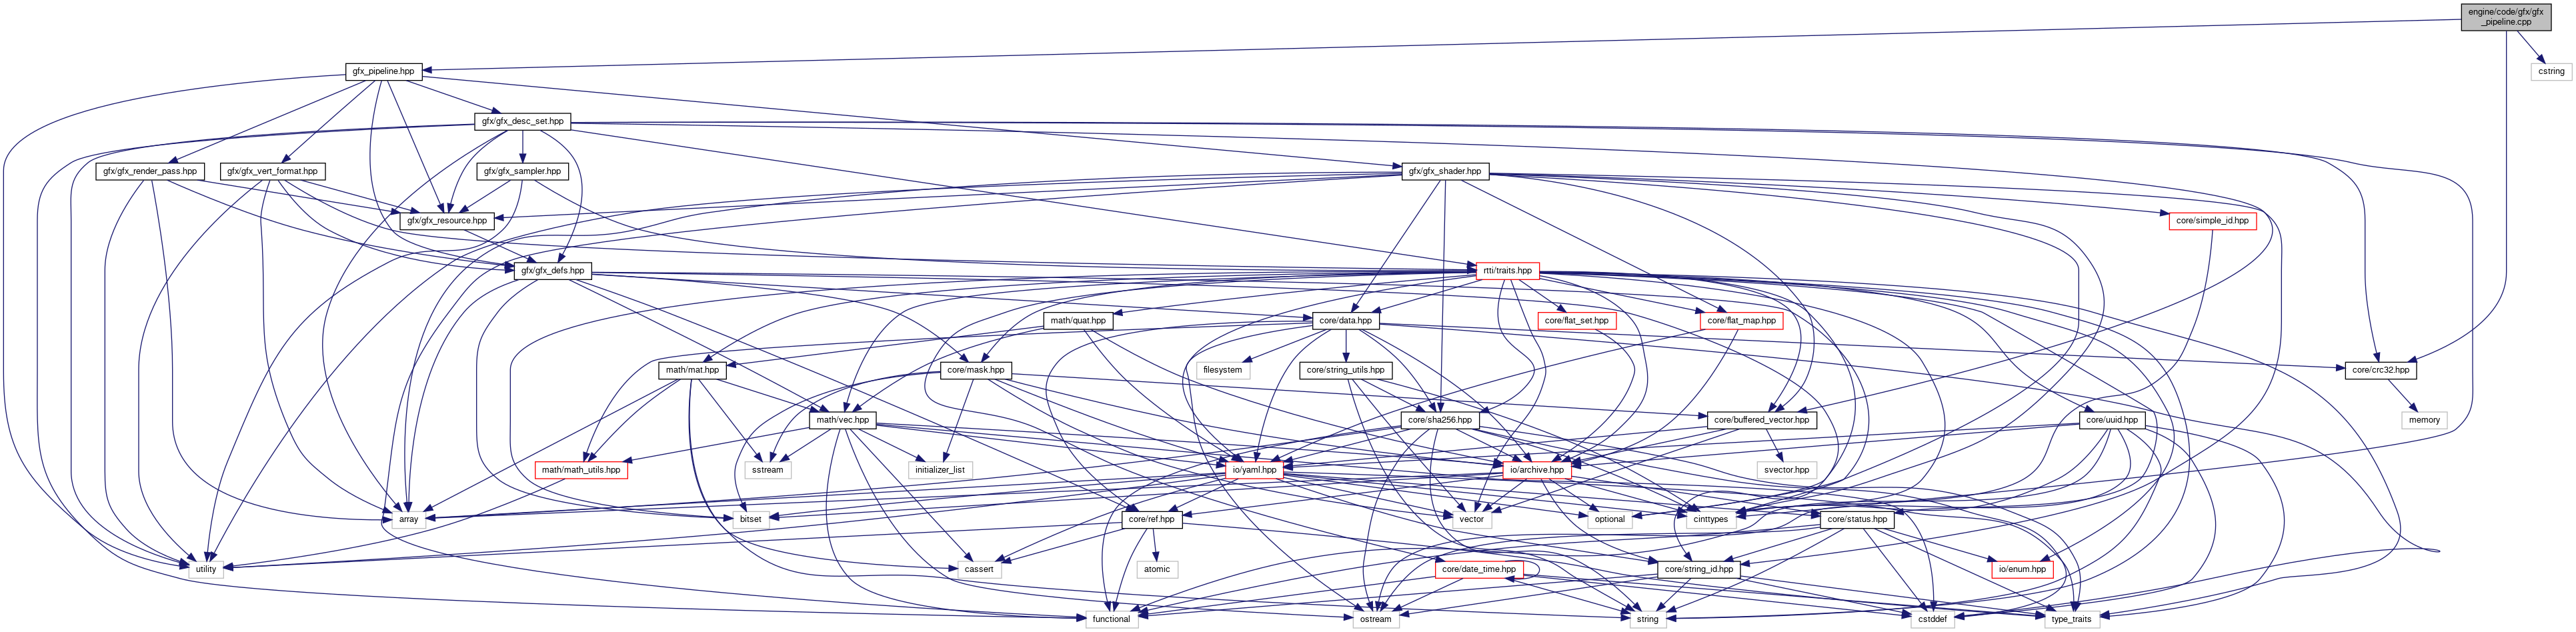 engine/code/gfx/gfx
_pipeline.cpp
gfx_pipeline.hpp
cstring
gfx/gfx_desc_set.hpp
gfx/gfx_render_pass.hpp
gfx/gfx_vert_format.hpp
gfx/gfx_sampler.hpp
gfx/gfx_shader.hpp
gfx/gfx_resource.hpp
core/simple_id.hpp
gfx/gfx_defs.hpp
rtti/traits.hpp
math/quat.hpp
core/data.hpp
core/flat_set.hpp
core/flat_map.hpp
math/mat.hpp
core/mask.hpp
filesystem
core/string_utils.hpp
core/crc32.hpp
math/vec.hpp
core/sha256.hpp
core/buffered_vector.hpp
core/uuid.hpp
memory
math/math_utils.hpp
sstream
initializer_list
io/yaml.hpp
io/archive.hpp
svector.hpp
array
bitset
core/ref.hpp
vector
optional
cinttypes
core/status.hpp
utility
cassert
atomic
core/date_time.hpp
core/string_id.hpp
io/enum.hpp
functional
ostream
string
cstddef
type_traits